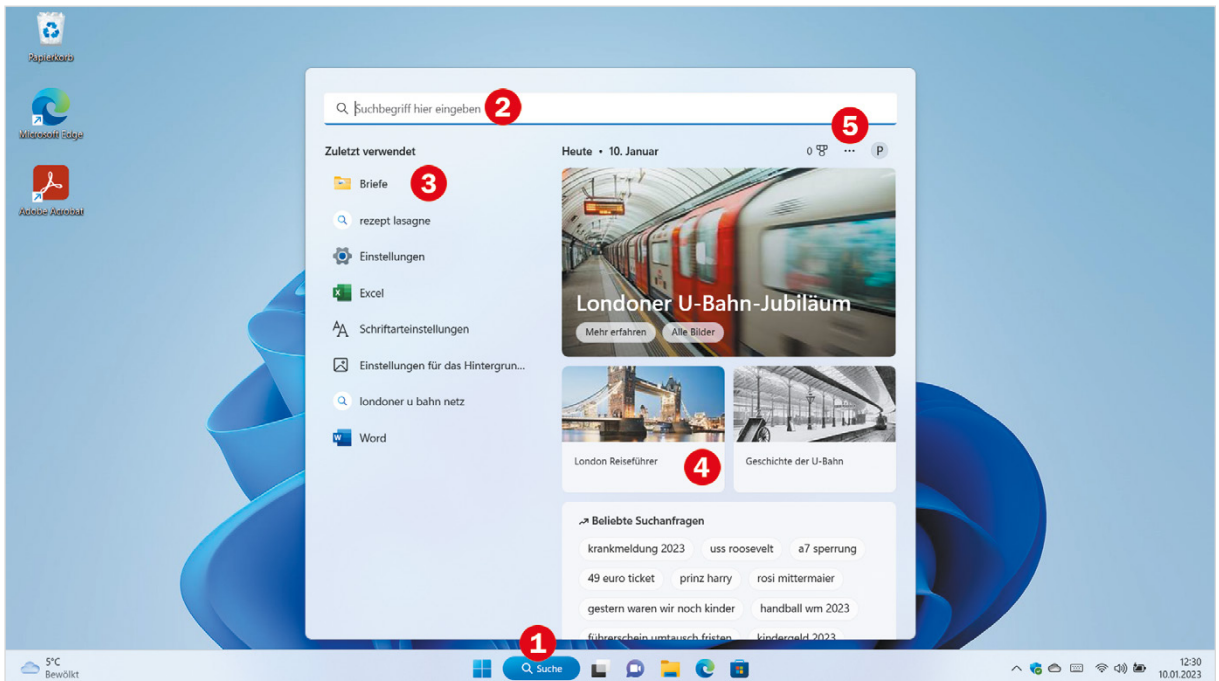 Papierkorb
Microsoft Edge
Adobe Acrobat
Suchbegriff hier eingeben 2
5
Zuletzt verwendet
Briefe 3
rezept lasagne
Einstellungen
Excel
Schriftarteinstellungen
Einstellungen für das Hintergrun...
londoner u bahn netz
Word
Heute • 10. Januar
0 ... P
Londoner U-Bahn-Jubiläum
Mehr erfahren Alle Bilder
London Reiseführer 4
Geschichte der U-Bahn
Beliebte Suchanfragen
krankmeldung 2023 uss roosevelt a7 sperrung
49 euro ticket prinz harry rosi mittermaier
gestern waren wir noch kinder handball wm 2023
führerschein umtausch fristen kindergeld 2023
1
5°C
Bewölkt
Suche
12:30
10.01.2023